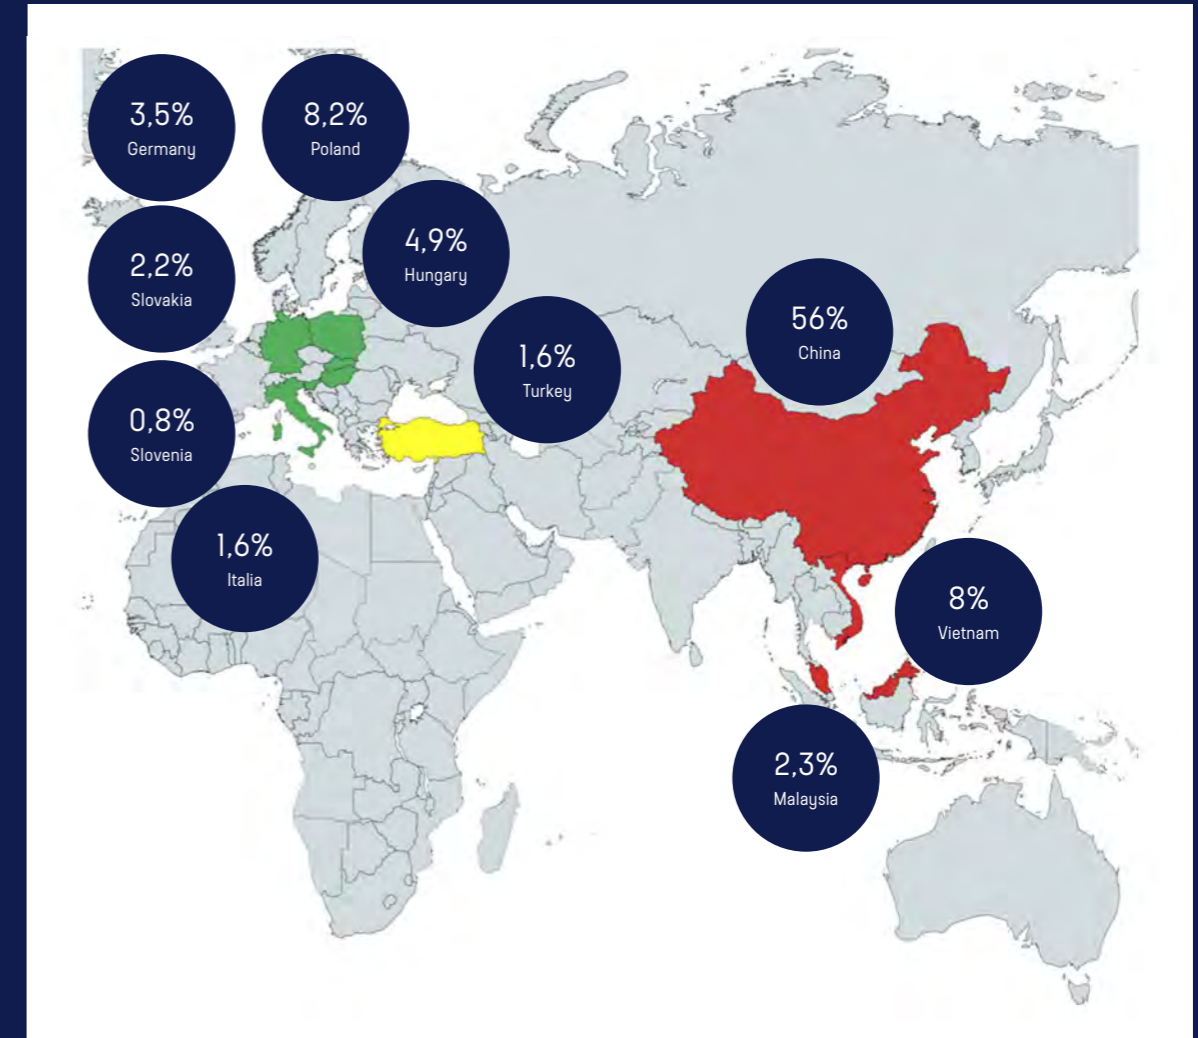 3,5%
Germany
8,2%
Poland
4,9%
Hungary
2,2%
Slovakia
56%
China
1,6%
Turkey
0,8%
Slovenia
1,6%
Italia
8%
Vietnam
2,3%
Malaysia